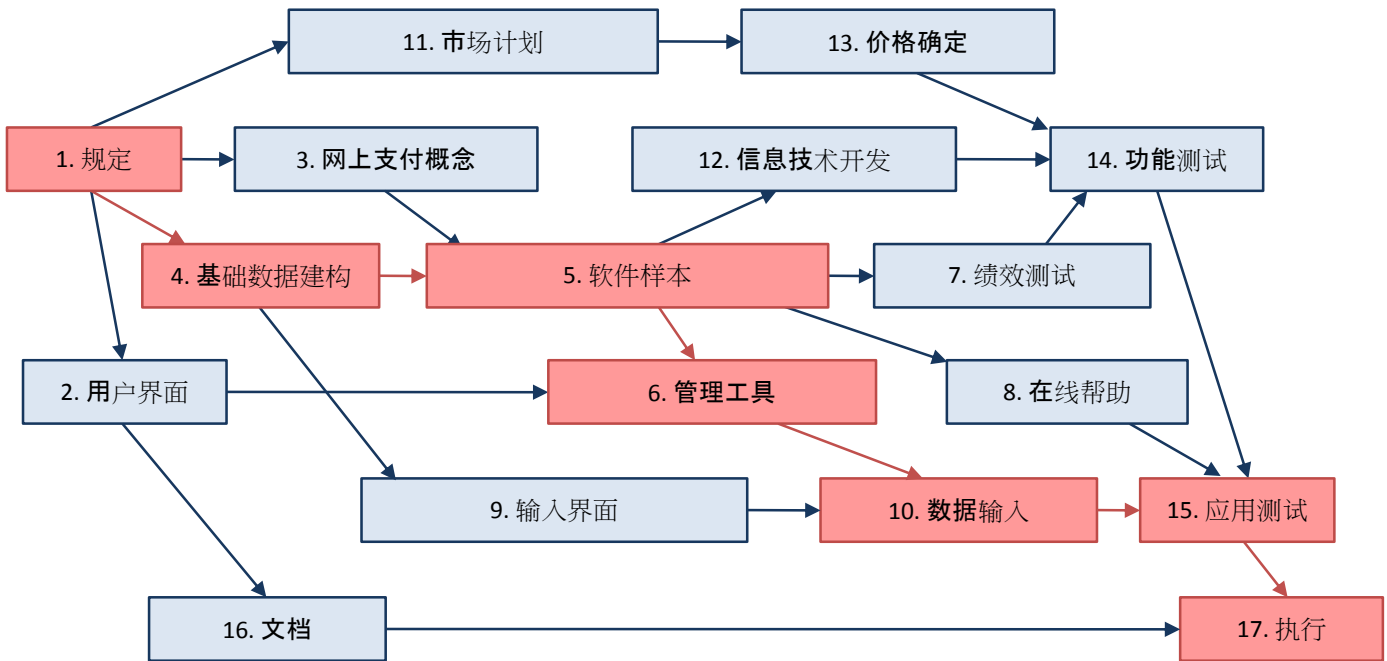 11. 市场计划
13. 价格确定
1. 规定
3. 网上支付概念
12. 信息技术开发
14. 功能测试
4. 基础数据建构
5. 软件样本
7. 绩效测试
2. 用户界面
6. 管理工具
8. 在线帮助
9. 输入界面
10. 数据输入
15. 应用测试
16. 文档
17. 执行